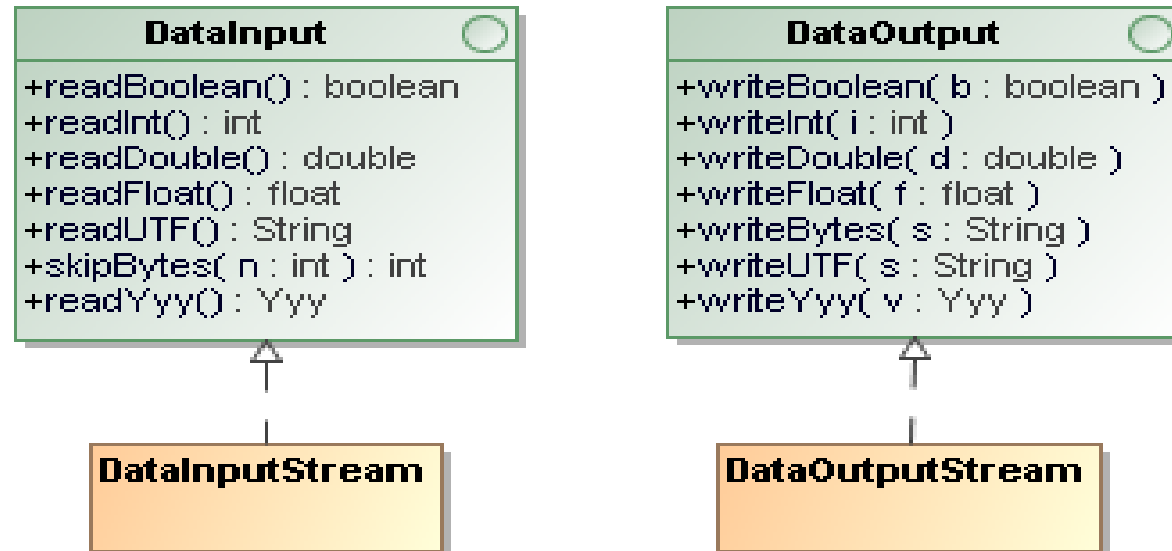 DataInput
+readBoolean() : boolean
+readInt() : int
+readDouble() : double
+readFloat() : float
+readUTF() : String
+skipBytes( n : int ) : int
+readYyy() : Yyy
DataInputStream
DataOutput
+writeBoolean( b : boolean )
+writeInt( i : int )
+writeDouble( d : double )
+writeFloat( f : float )
+writeBytes( s : String )
+writeUTF( s : String )
+writeYyy( v : Yyy )
DataOutputStream